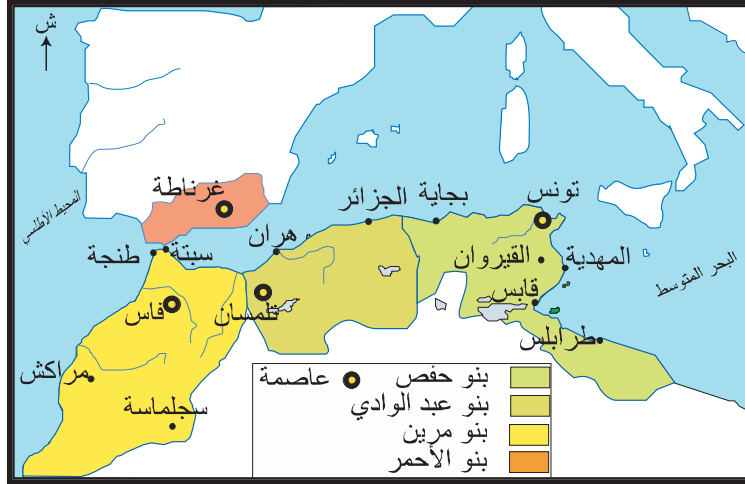 ش
غرناطة
المحيط الأطلسي
طنجة
سبتة
هران
الجزائر
بجاية
تونس
القيروان
المهدية
البحر المتوسط
قابس
طرابلس
تلمسان
فاس
مراكش
سجلماسة
بنو حفص
عاصمة
بنو عبد الوادي
بنو مرين
بنو الأحمر